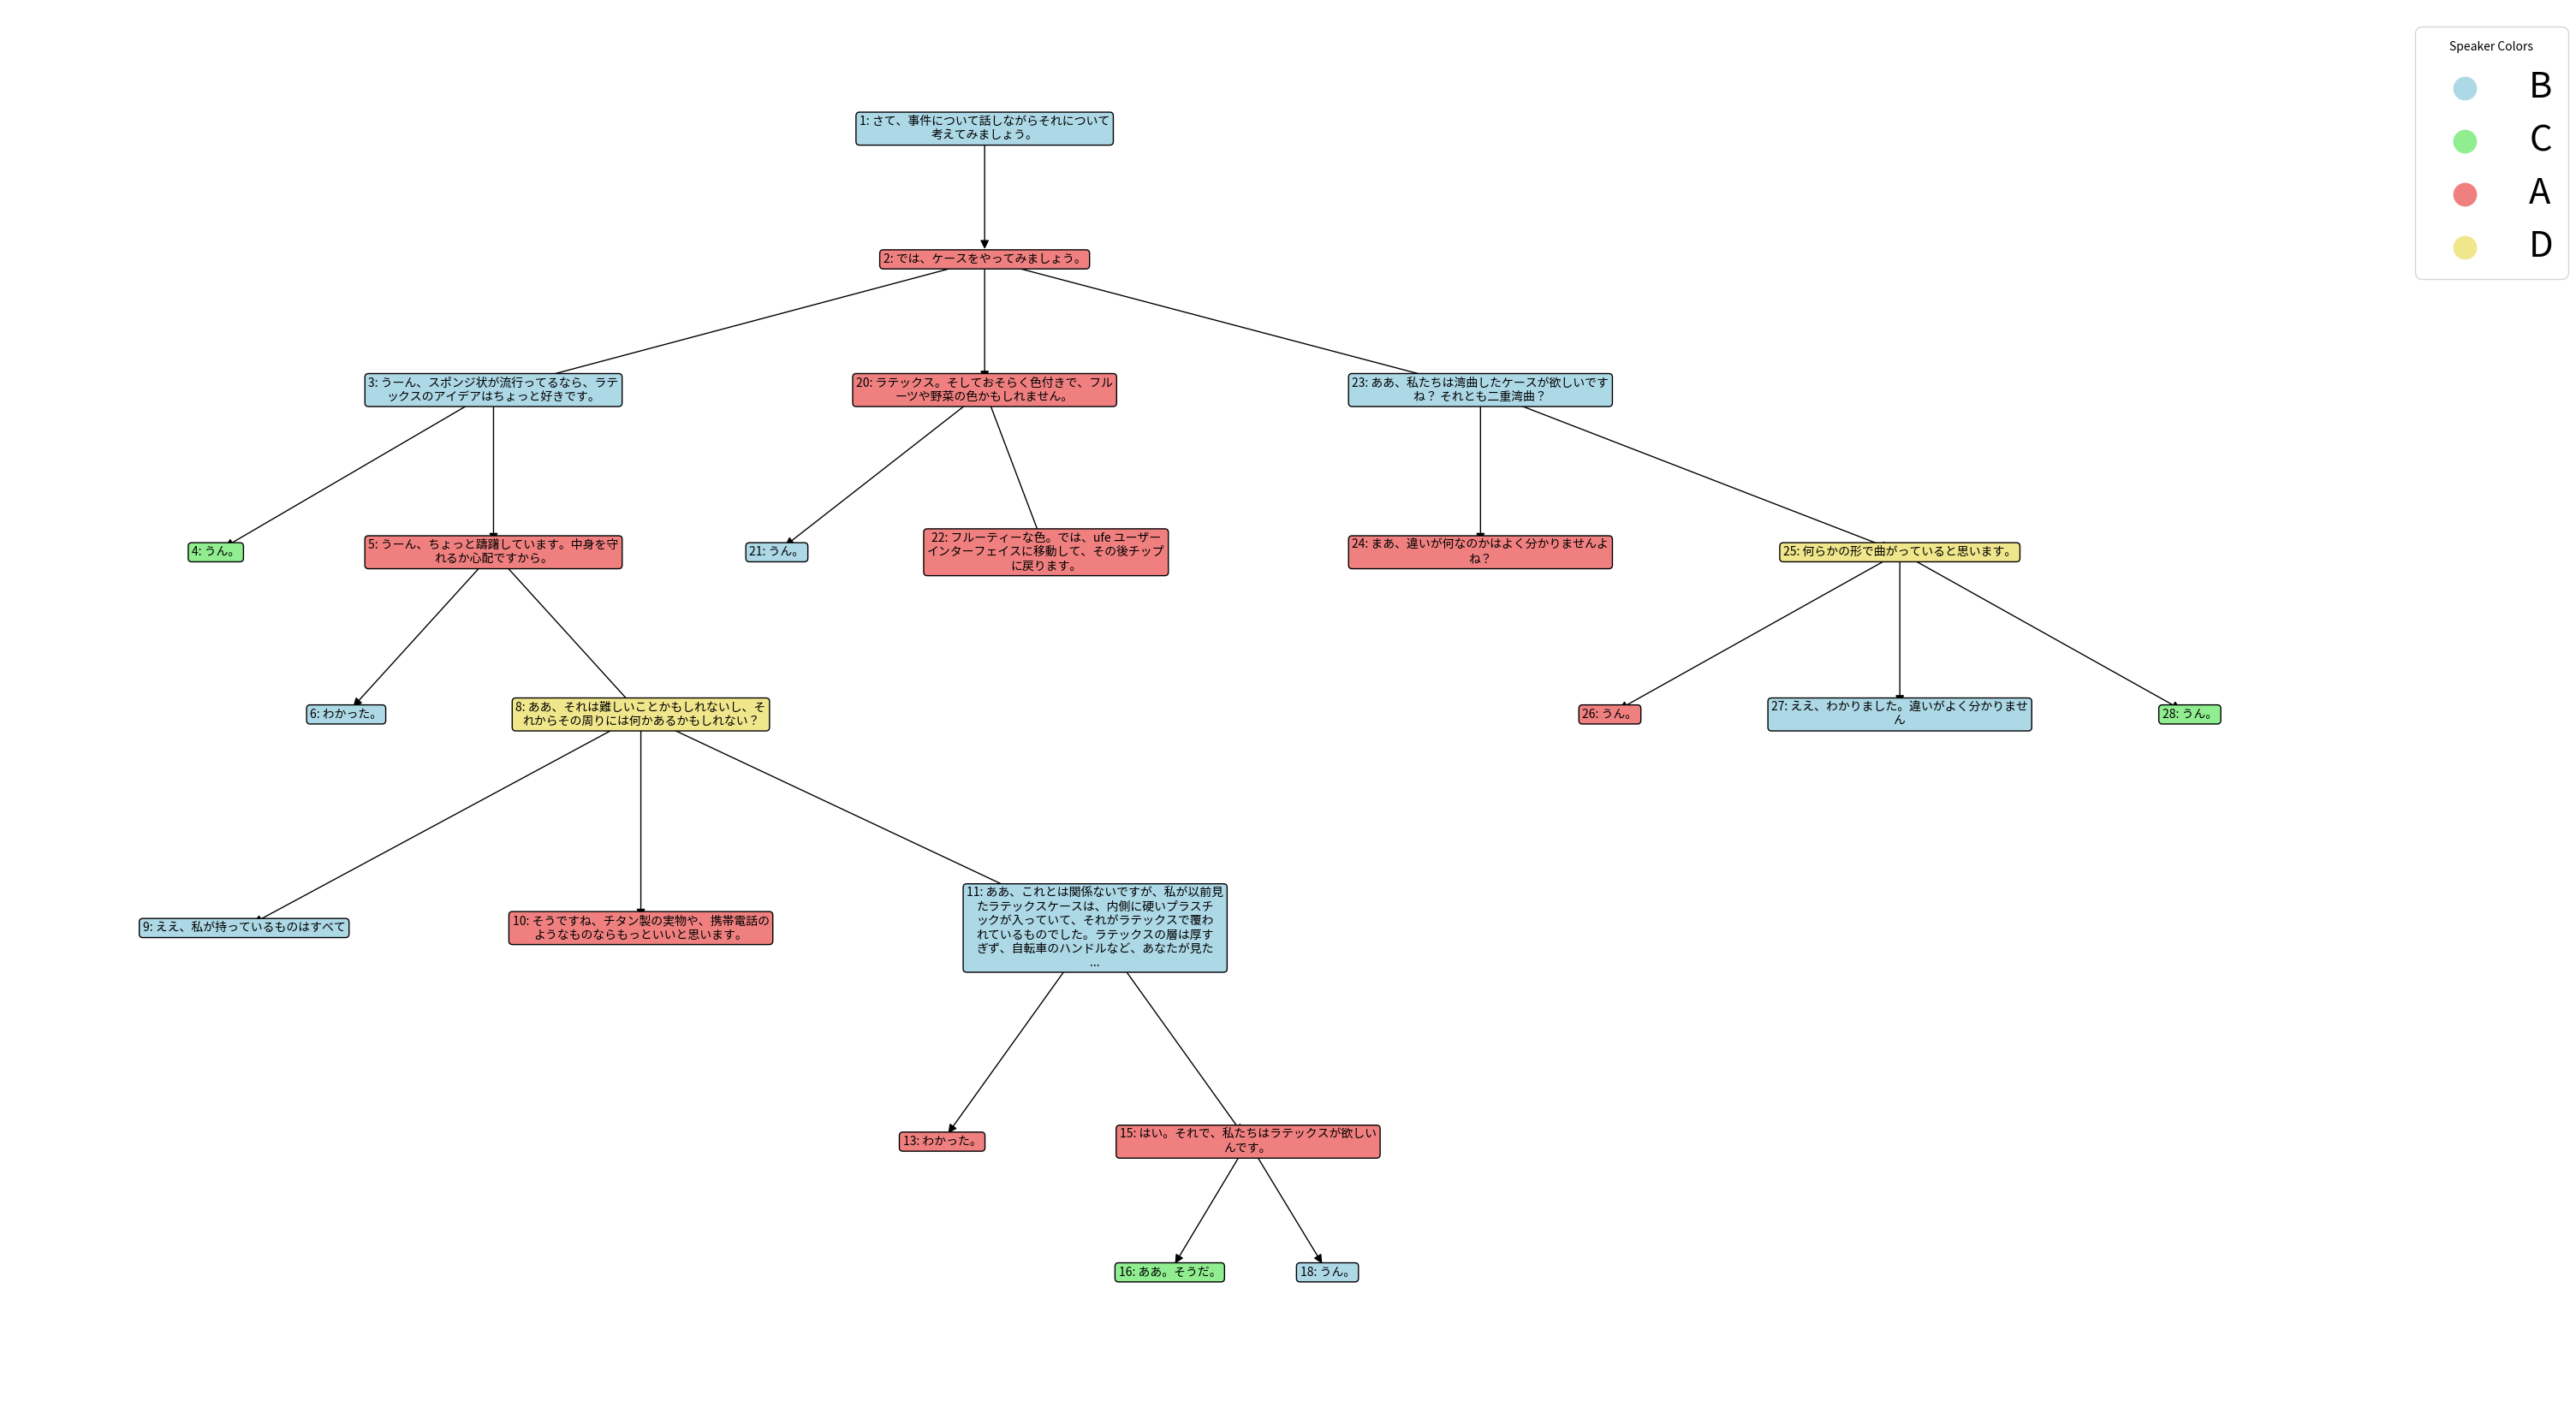 Speaker Colors
B
C
A
D
1: さて、事件について話しながらそれについて
考えてみましょう。
2: では、ケースをやってみましょう。
3: うーん、スポンジ状が流行ってるなら、ラテ
ックスのアイデアはちょっと好きです。
20: ラテックス。そしておそらく色付きで、フル
ーツや野菜の色かもしれません。
23: ああ、私たちは湾曲したケースが欲しいです
ね？ それとも二重湾曲？
4: うん。
5: うーん、ちょっと躊躇しています。中身を守
れるか心配ですから。
21: うん。
22: フルーティーな色。では、ufe ユーザー
インターフェイスに移動して、その後チップ
に戻ります。
24: まあ、違いが何なのかはよく分かりませんよ
ね？
25: 何らかの形で曲がっていると思います。
6: わかった。
8: ああ、それは難しいことかもしれないし、そ
れからその周りには何かあるかもしれない？
26: うん。
27: ええ、わかりました。違いがよく分かりませ
ん
28: うん。
9: ええ、私が持っているものはすべて
10: そうですね、チタン製の実物や、携帯電話の
ようなものならもっといいと思います。
11: ああ、これとは関係ないですが、私が以前見
たラテックスケースは、内側に硬いプラスチ
ックが入っていて、それがラテックスで覆わ
れているものでした。ラテックスの層は厚す
ぎず、自転車のハンドルなど、あなたが見た
...
13: わかった。
15: はい。それで、私たちはラテックスが欲しい
んです。
16: ああ。そうだ。
18: うん。